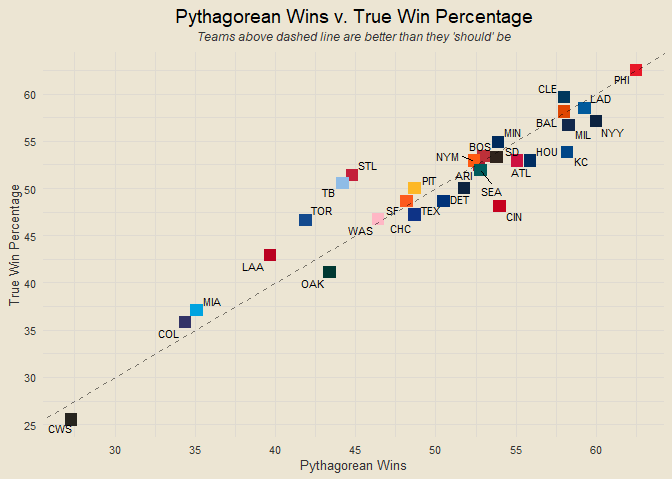 Pythagorean Wins v. True Win Percentage
Teams above dashed line are better than they 'should' be
True Win Percentage
60
55
50
45
40
35
30
25
PHI
CLE
LAD
BAL
MIL
NYY
MIN
BOS
SD
HOU
KC
NYM
ATL
ARI
SEA
STL
TB
PIT
DET
CIN
TOR
SF
TEX
WAS
CHC
LAA
OAK
MIA
COL
CWS
30
35
40
45
50
55
60
Pythagorean Wins